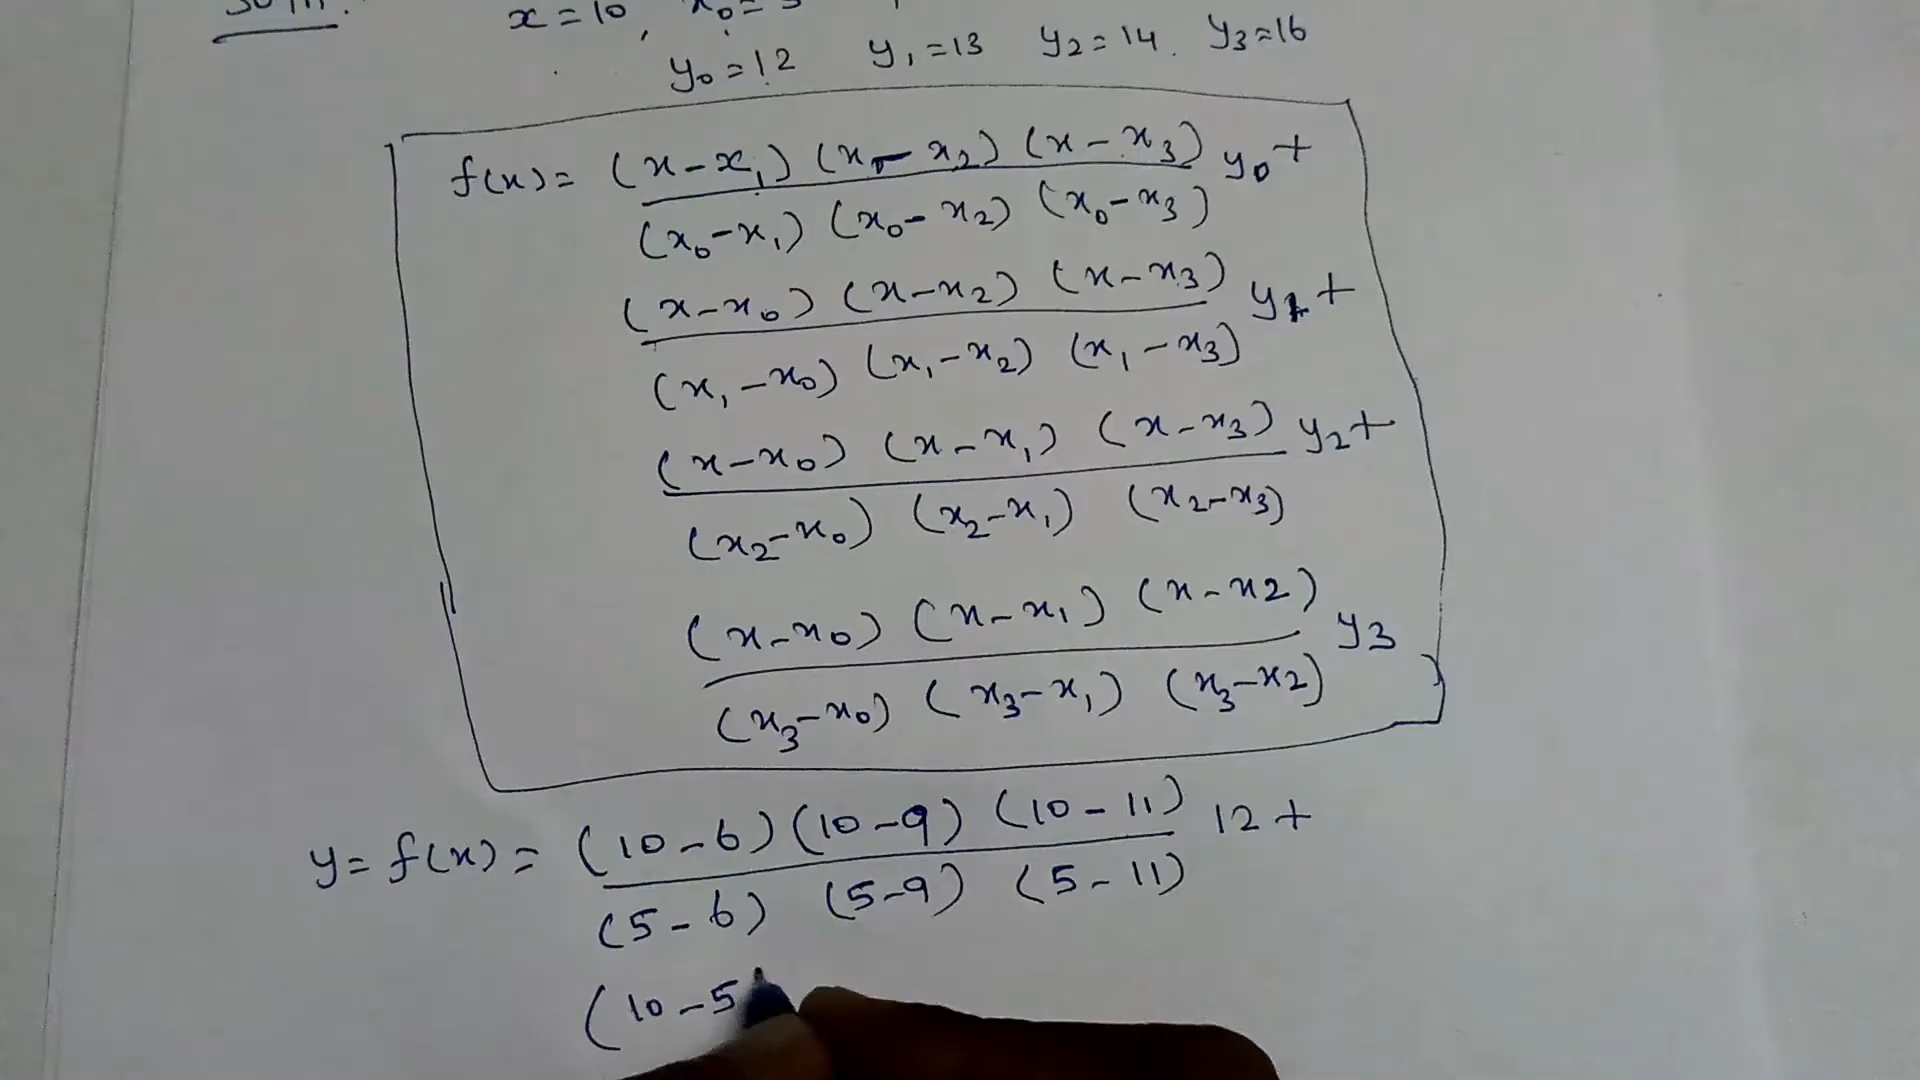 x = 10, x₀ =
y₀ = 12 y₁ = 13 y₂ = 14. y₃ = 16
f(x) = (x - x₁) (x - x₂) (x - x₃) y₀ +
(x₀ - x₁) (x₀ - x₂) (x₀ - x₃)
(x - x₀) (x - x₂) (x - x₃) y₁ +
(x₁ - x₀) (x₁ - x₂) (x₁ - x₃)
(x - x₀) (x - x₁) (x - x₃) y₂ +
(x₂ - x₀) (x₂ - x₁) (x₂ - x₃)
(x - x₀) (x - x₁) (x - x₂) y₃
(x₃ - x₀) (x₃ - x₁) (x₃ - x₂)
y = f(x) = (10 - 6) (10 - 9) (10 - 11) 12 +
(5 - 6) (5 - 9) (5 - 11)
(10 - 5